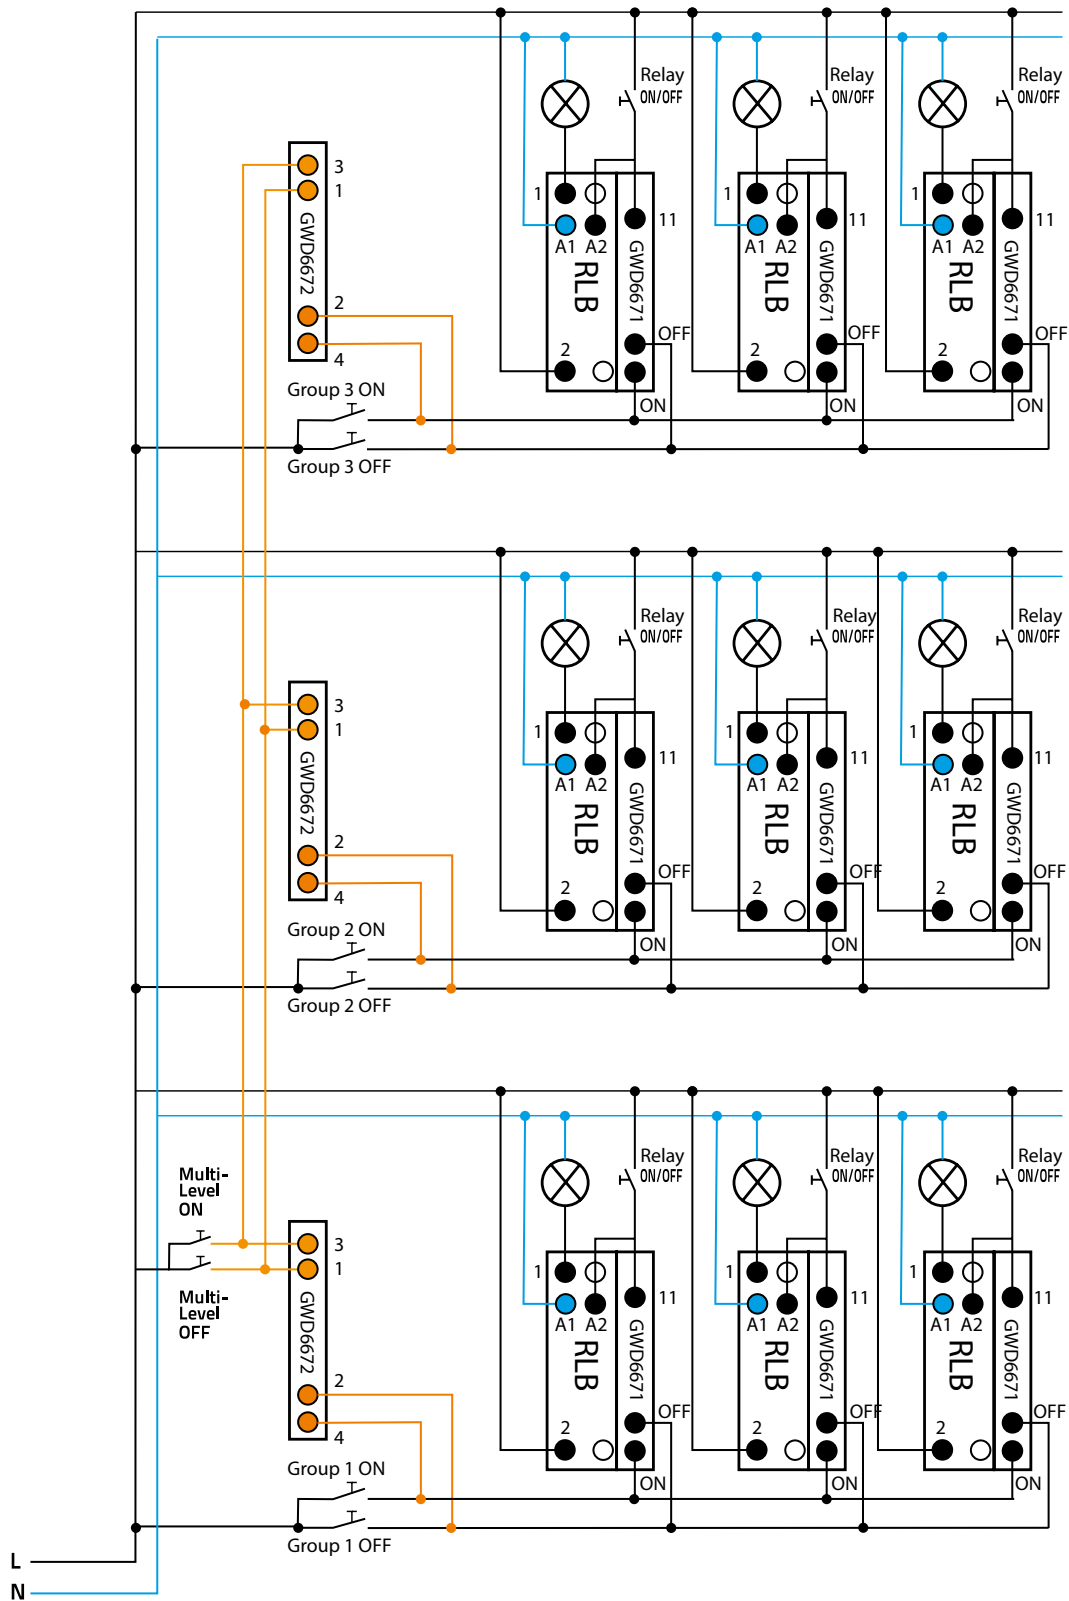 Relay
ON/OFF
Relay
ON/OFF
Relay
ON/OFF
3
1
GWD6672
2
4
1
A1 A2
RLB
2
11
GWD6671
OFF
ON
1
A1 A2
RLB
2
11
GWD6671
OFF
ON
1
A1 A2
RLB
2
11
GWD6671
OFF
ON
Group 3 ON
Group 3 OFF
Relay
ON/OFF
Relay
ON/OFF
Relay
ON/OFF
3
1
GWD6672
2
4
1
A1 A2
RLB
2
11
GWD6671
OFF
ON
1
A1 A2
RLB
2
11
GWD6671
OFF
ON
1
A1 A2
RLB
2
11
GWD6671
OFF
ON
Group 2 ON
Group 2 OFF
Relay
ON/OFF
Relay
ON/OFF
Relay
ON/OFF
Multi-
Level
ON
Multi-
Level
OFF
3
1
GWD6672
2
4
1
A1 A2
RLB
2
11
GWD6671
OFF
ON
1
A1 A2
RLB
2
11
GWD6671
OFF
ON
1
A1 A2
RLB
2
11
GWD6671
OFF
ON
Group 1 ON
Group 1 OFF
L
N